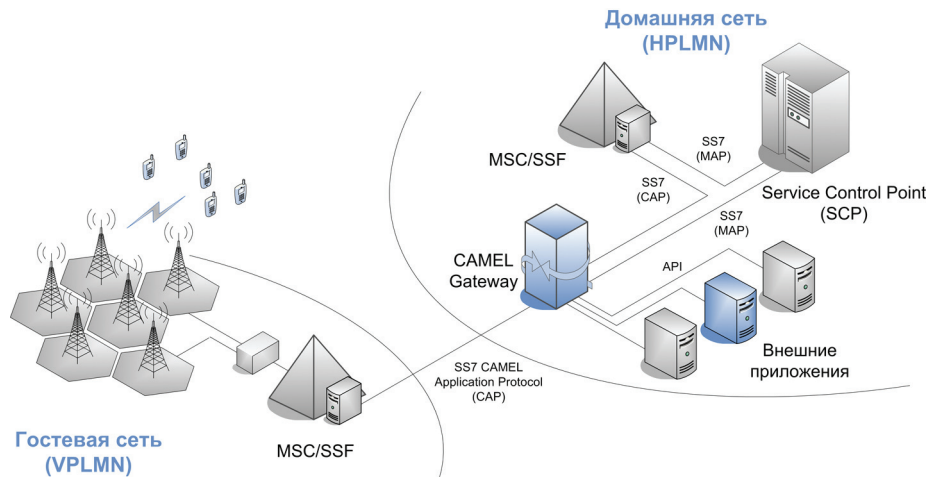 Домашняя сеть
(HPLMN)
MSC/SSF
SS7
(MAP)
SS7
(CAP)
Service Control Point
(SCP)
SS7
(MAP)
CAMEL
Gateway
API
Внешние
приложения
SS7 CAMEL
Application Protocol
(CAP)
MSC/SSF
Гостевая сеть
(VPLMN)